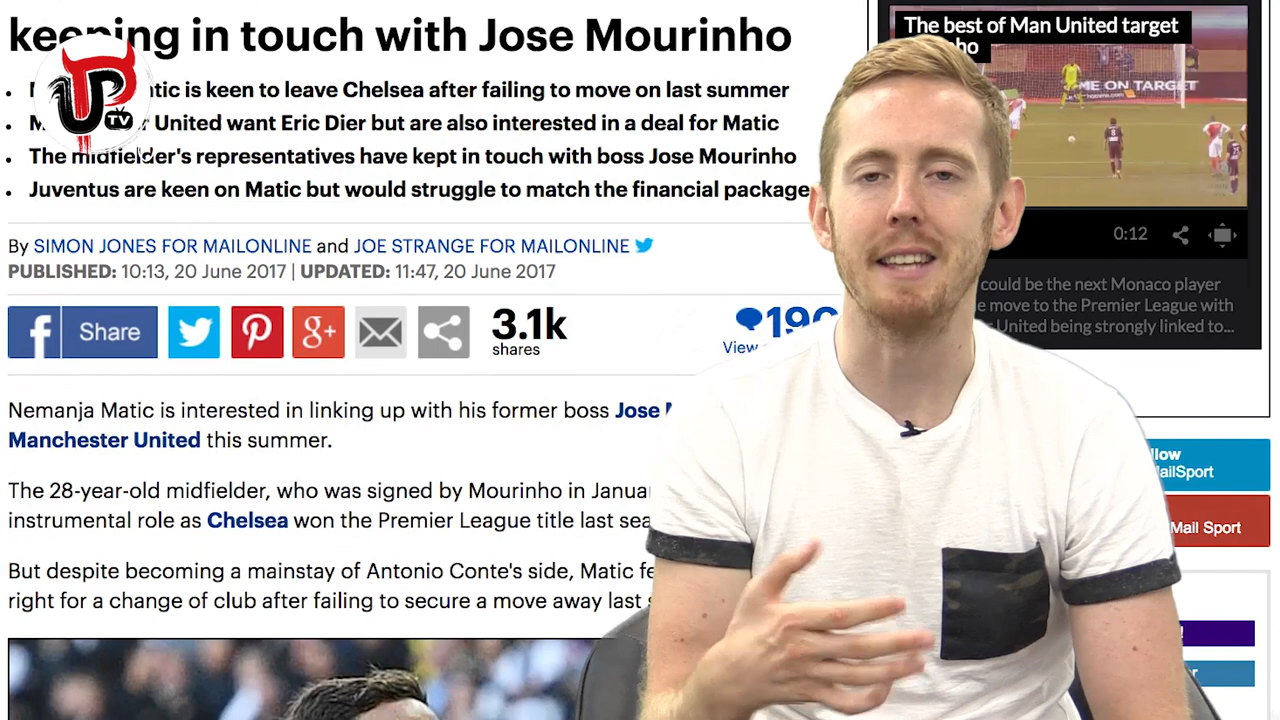 keeping in touch with Jose Mourinho
UP
TV
is keen to leave Chelsea after failing to move on last summer
United want Eric Dier but are also interested in a deal for Matic
The midfielder's representatives have kept in touch with boss Jose Mourinho
Juventus are keen on Matic but would struggle to match the financial package
By SIMON JONES FOR MAILONLINE and JOE STRANGE FOR MAILONLINE
PUBLISHED: 10:13, 20 June 2017 | UPDATED: 11:47, 20 June 2017
f Share
g+
3.1k
shares
190
View
Nemanja Matic is interested in linking up with his former boss Jose
Manchester United this summer.
The 28-year-old midfielder, who was signed by Mourinho in
instrumental role as Chelsea won the Premier League title last
But despite becoming a mainstay of Antonio Conte's side, Matic
right for a change of club after failing to secure a move away last
The best of Man United target
ME ON TARGET
0:12
could be the next Monaco player
move to the Premier League with
United being strongly linked to...
MailSport
Mail Sport